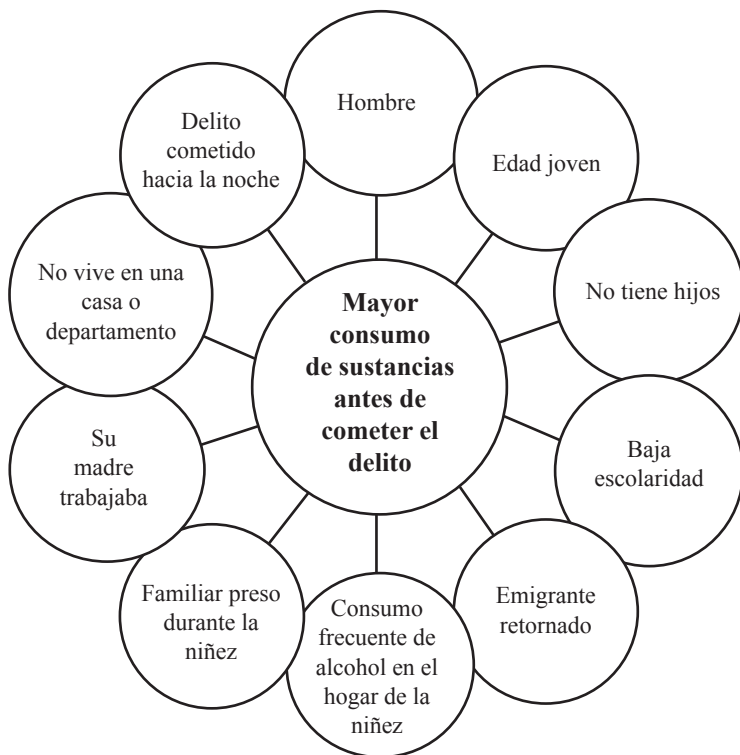 Hombre
Edad joven
No tiene hijos
Baja
escolaridad
Emigrante
retornado
Consumo
frecuente de
alcohol en el
hogar de la
niñez
Familiar preso
durante la
niñez
Su
madre
trabajaba
No vive en una
casa o
departamento
Delito
cometido
hacia la noche
Mayor
consumo
de sustancias
antes de
cometer el
delito